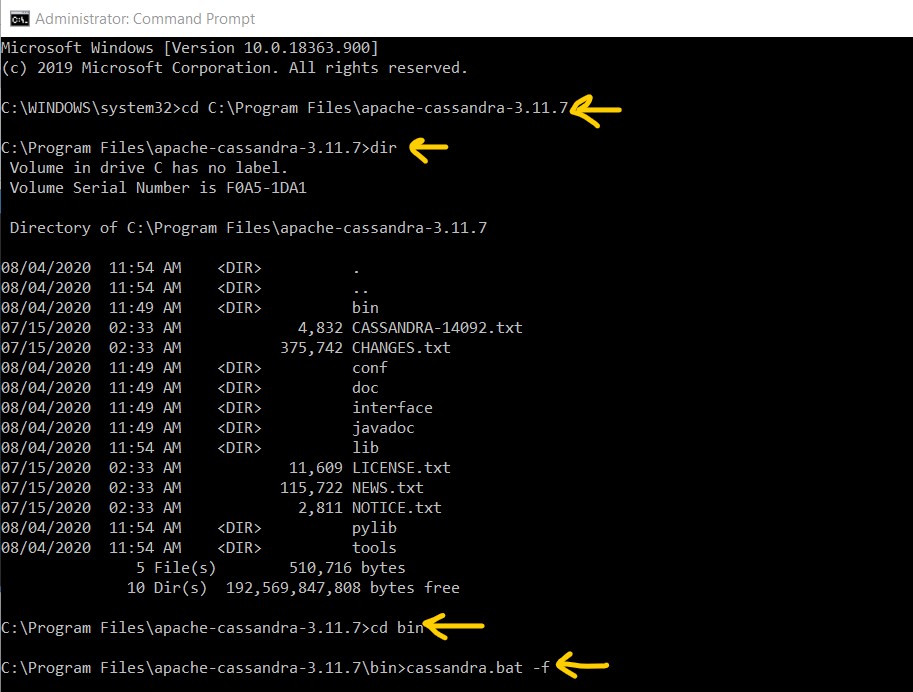 Administrator: Command Prompt
Microsoft Windows [Version 10.0.18363.900]
(c) 2019 Microsoft Corporation. All rights reserved.
C:\WINDOWS\system32>cd C:\Program Files\apache-cassandra-3.11.7
C:\Program Files\apache-cassandra-3.11.7>dir
 Volume in drive C has no label.
 Volume Serial Number is F0A5-1DA1
 Directory of C:\Program Files\apache-cassandra-3.11.7
08/04/2020  11:54 AM    <DIR>          .
08/04/2020  11:54 AM    <DIR>          ..
08/04/2020  11:49 AM    <DIR>          bin
07/15/2020  02:33 AM             4,832 CASSANDRA-14092.txt
07/15/2020  02:33 AM           375,742 CHANGES.txt
08/04/2020  11:49 AM    <DIR>          conf
08/04/2020  11:49 AM    <DIR>          doc
08/04/2020  11:49 AM    <DIR>          interface
08/04/2020  11:49 AM    <DIR>          javadoc
08/04/2020  11:54 AM    <DIR>          lib
07/15/2020  02:33 AM            11,609 LICENSE.txt
07/15/2020  02:33 AM           115,722 NEWS.txt
07/15/2020  02:33 AM             2,811 NOTICE.txt
08/04/2020  11:54 AM    <DIR>          pylib
08/04/2020  11:54 AM    <DIR>          tools
               5 File(s)        510,716 bytes
              10 Dir(s)  192,569,847,808 bytes free
C:\Program Files\apache-cassandra-3.11.7>cd bin
C:\Program Files\apache-cassandra-3.11.7\bin>cassandra.bat -f